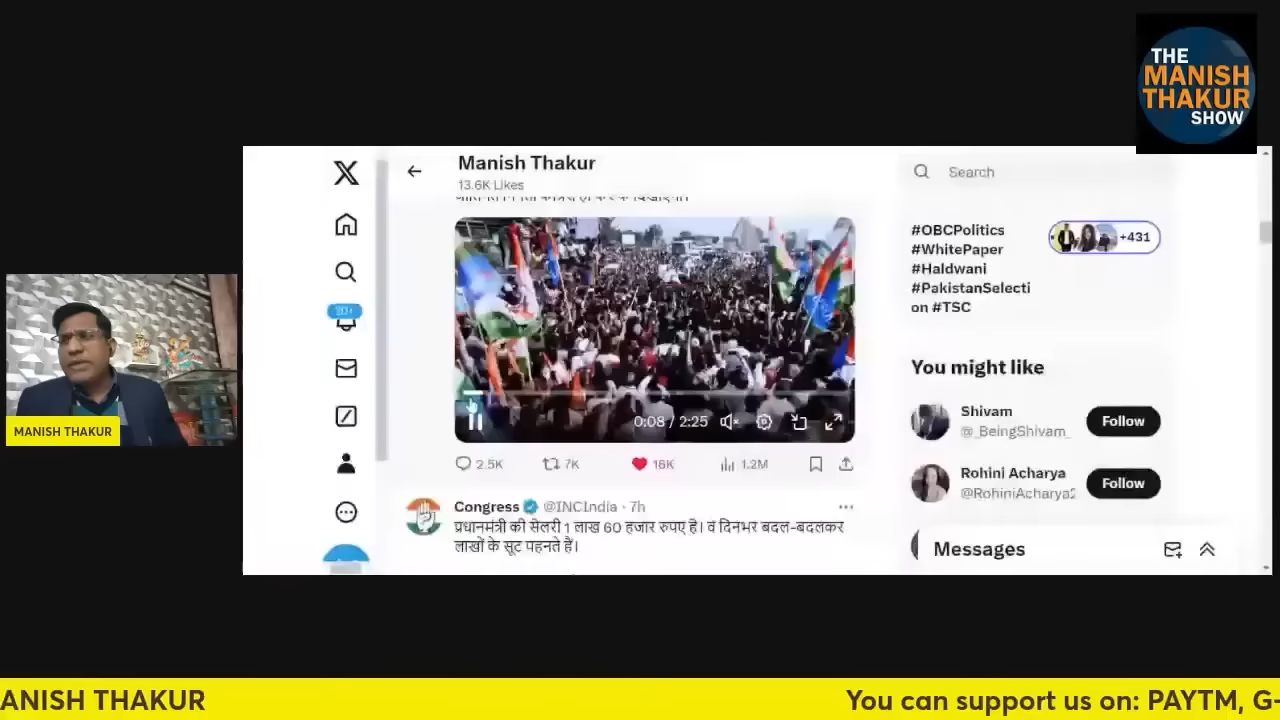 THE
MANISH
THAKUR
SHOW
Manish Thakur
13.6K Likes
Search
#OBCPolitics
#WhitePaper
#Haldwani
#PakistanSelecti
on #TSC
+431
20+
0:08 / 2:25
2.5K 7K 18K 1.2M
You might like
Shivam
@_BeingShivam_
Follow
Rohini Acharya
@RohiniAcharya2
Follow
Congress @INCIndia · 7h
प्रधानमंत्री की सेलरी 1 लाख 60 हजार रुपए है। वे दिनभर बदल-बदलकर
लाखों के सूट पहनते हैं।
Messages
MANISH THAKUR
ANISH THAKUR
You can support us on: PAYTM, G-